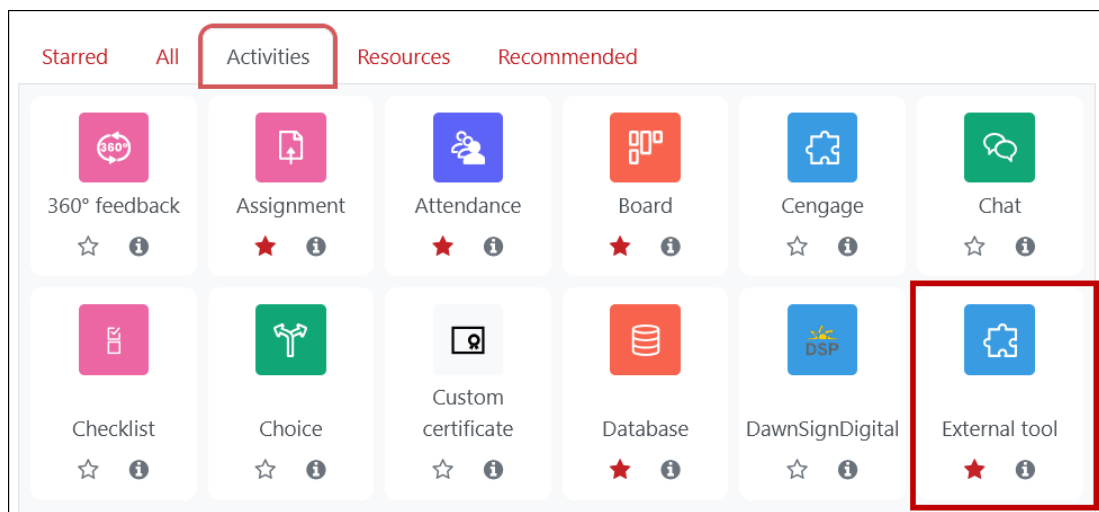 Starred All Activities Resources Recommended
360°
360° feedback Assignment Attendance Board Cengage Chat
DSP
Custom
Checklist Choice certificate Database DawnSignDigital External tool